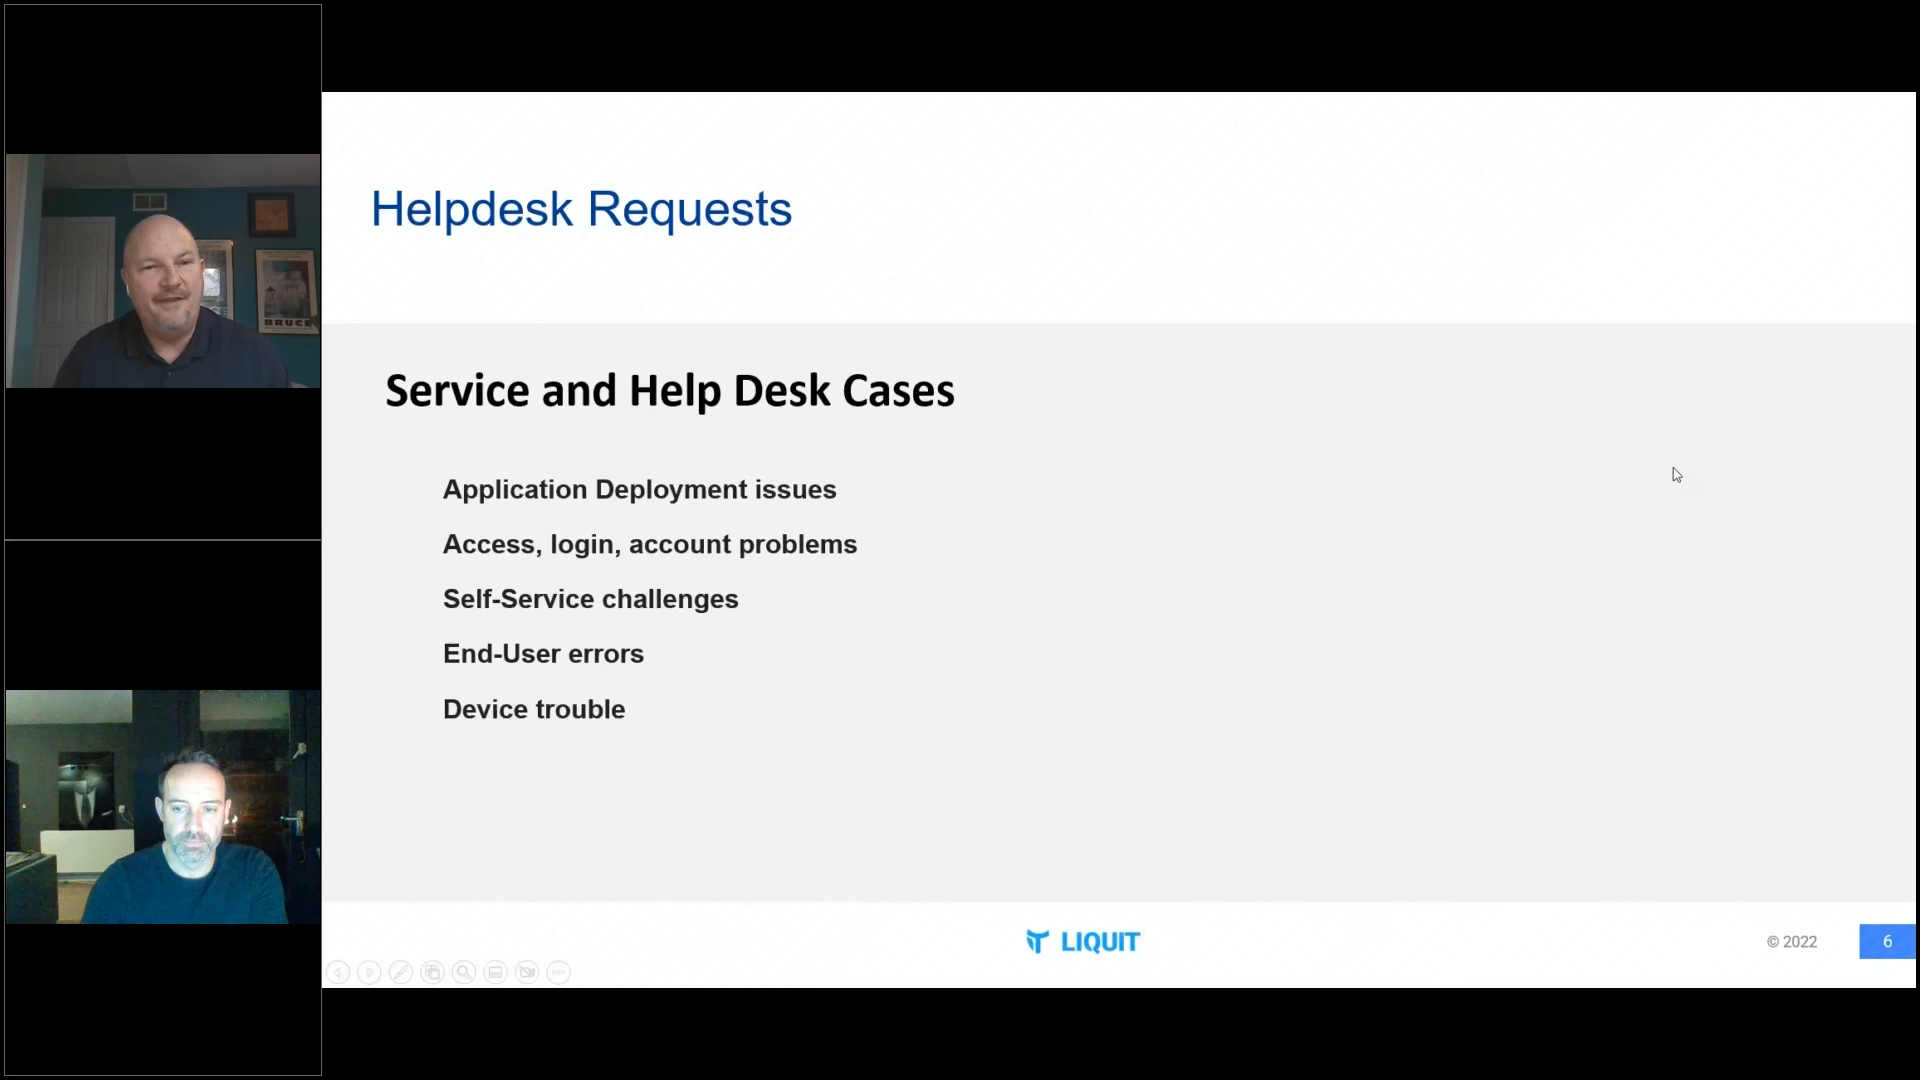 BRUCE
Helpdesk Requests
Service and Help Desk Cases
Application Deployment issues
Access, login, account problems
Self-Service challenges
End-User errors
Device trouble
LIQUIT
© 2022
6